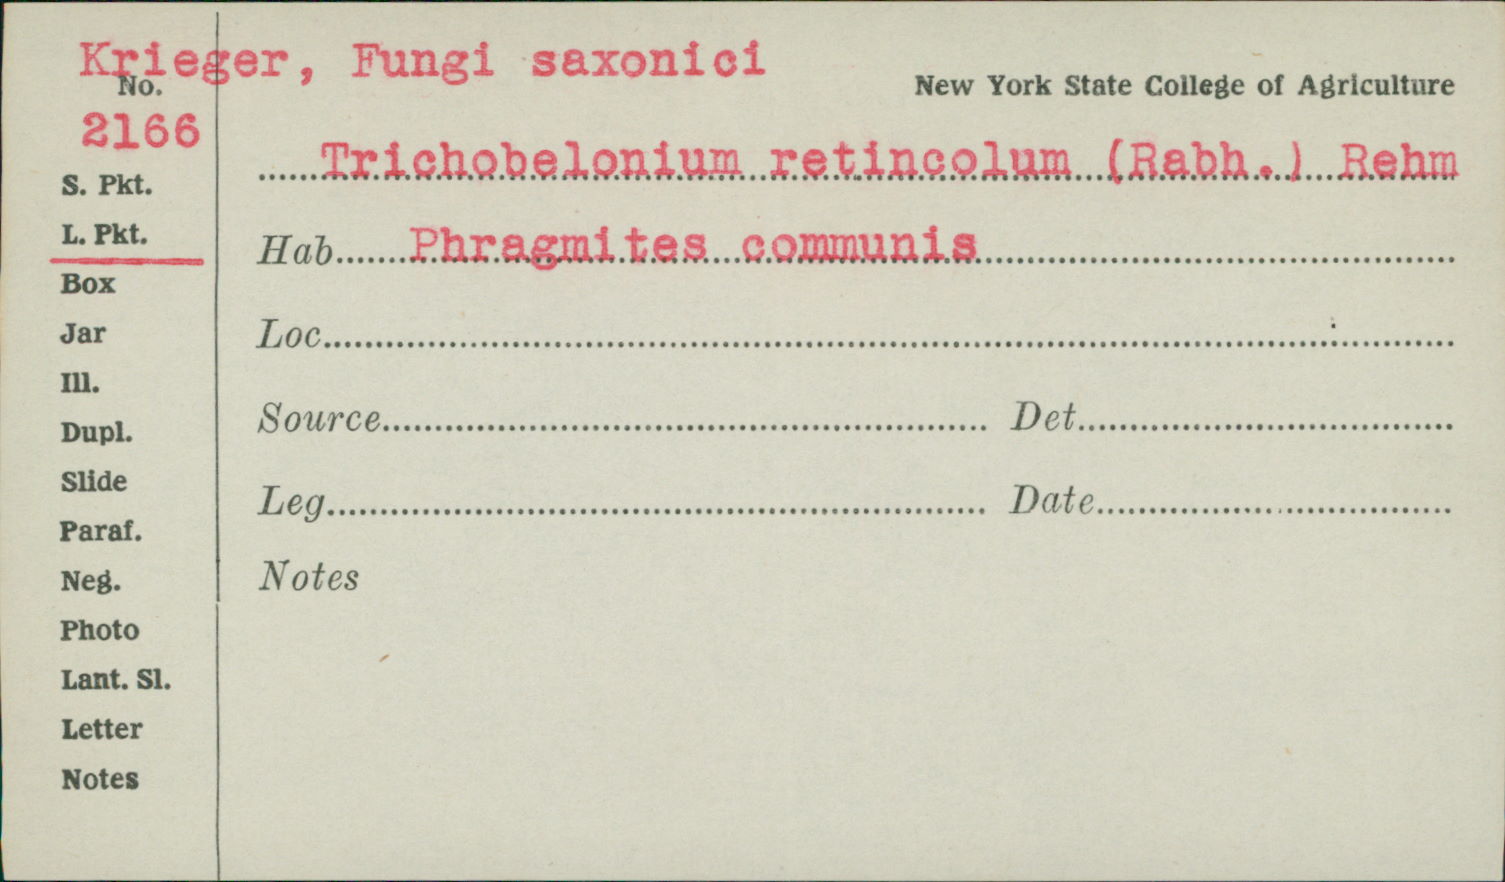 Krieger, Fungi saxonici
No.
New York State College of Agriculture
2166
Trichobelonium retincolum (Rabh.) Rehm
S. Pkt.
L. Pkt.
Hab Phragmites communis
Box
Jar
Loc
Ill.
Dupl.
Source Det
Slide
Leg Date
Paraf.
Neg.
Notes
Photo
Lant. Sl.
Letter
Notes